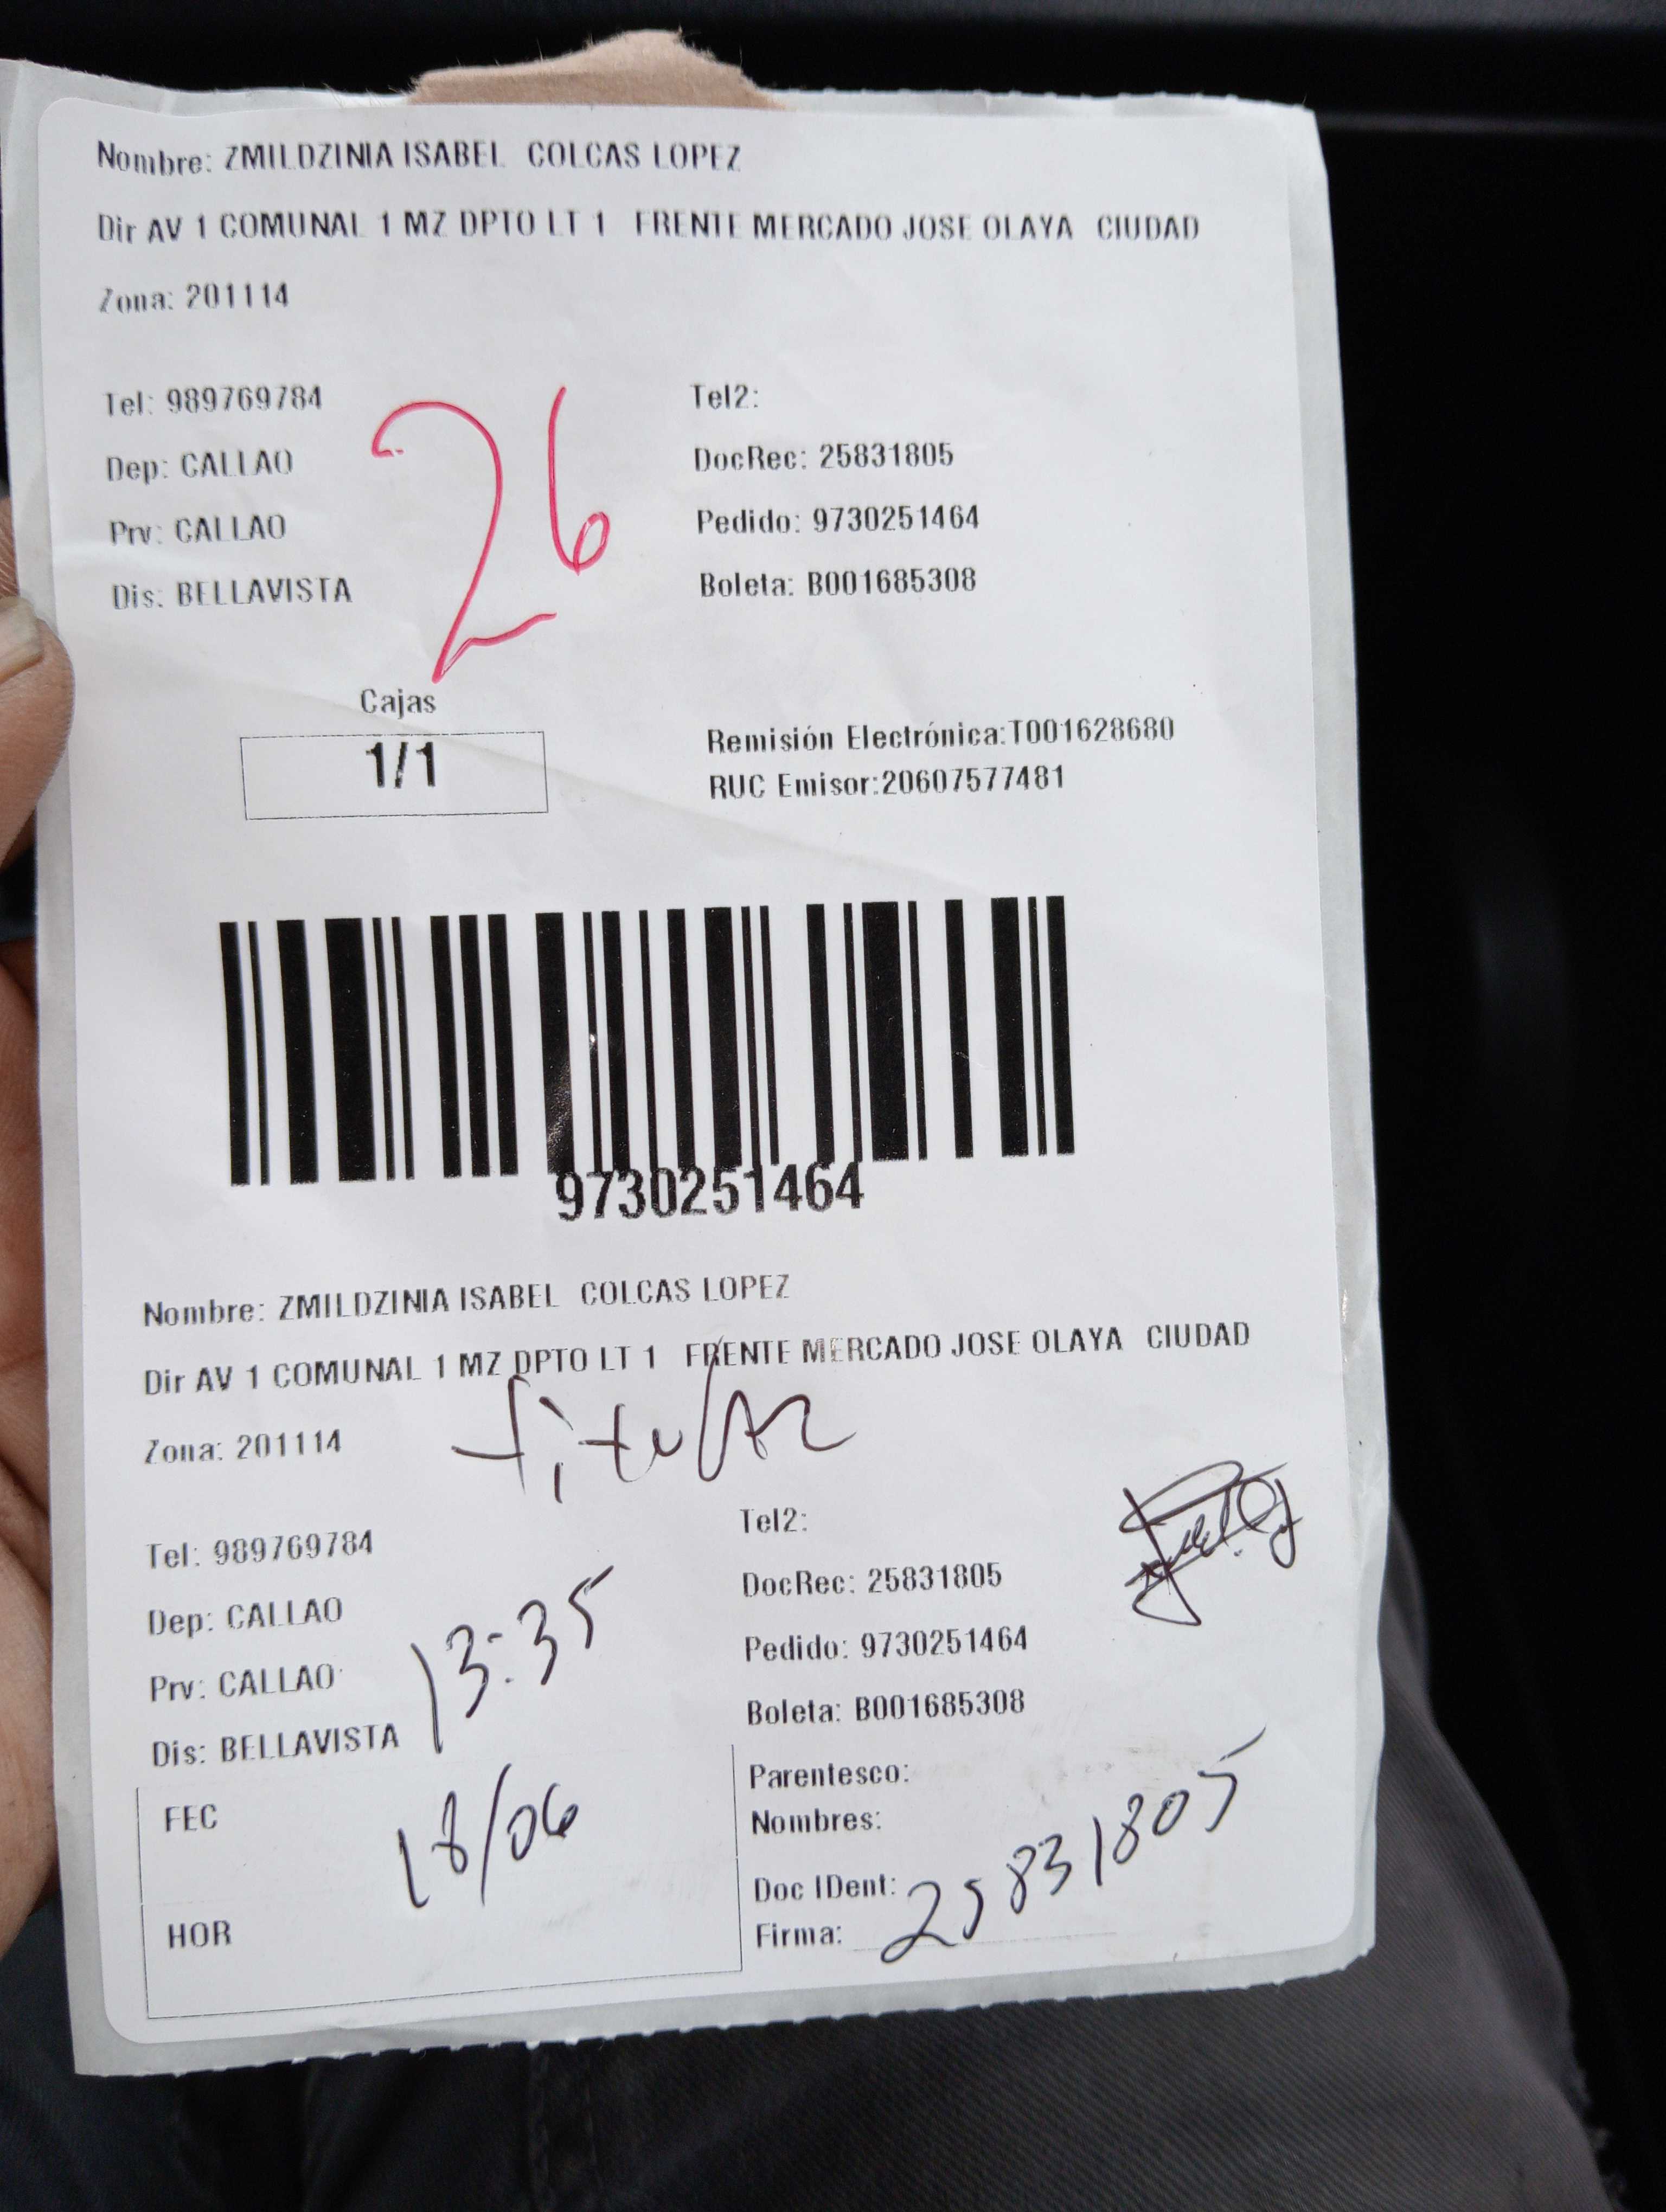 Nombre: ZMILDZINIA ISABEL COLCAS LOPEZ
Dir AV 1 COMUNAL 1 MZ DPTO LT 1 FRENTE MERCADO JOSE OLAYA CIUDAD
Zona: 201114
Tel: 989769784
Tel2:
Dep: CALLAO
DocRec: 25831805
Prv: CALLAO
Pedido: 9730251464
Dis: BELLAVISTA
Boleta: B001685308
26
Cajas
1/1
Remisión Electrónica:T001628680
RUC Emisor:20607577481
9730251464
Nombre: ZMILDZINIA ISABEL COLCAS LOPEZ
Dir AV 1 COMUNAL 1 MZ DPTO LT 1 FRENTE MERCADO JOSE OLAYA CIUDAD
titular
Zona: 201114
Tel: 989769784
Tel2:
Dep: CALLAO
DocRec: 25831805
Prv: CALLAO
Pedido: 9730251464
13:35
Dis: BELLAVISTA
Boleta: B001685308
FEC
18/06
HOR
Parentesco:
Nombres:
Doc IDent: 25831805
Firma: